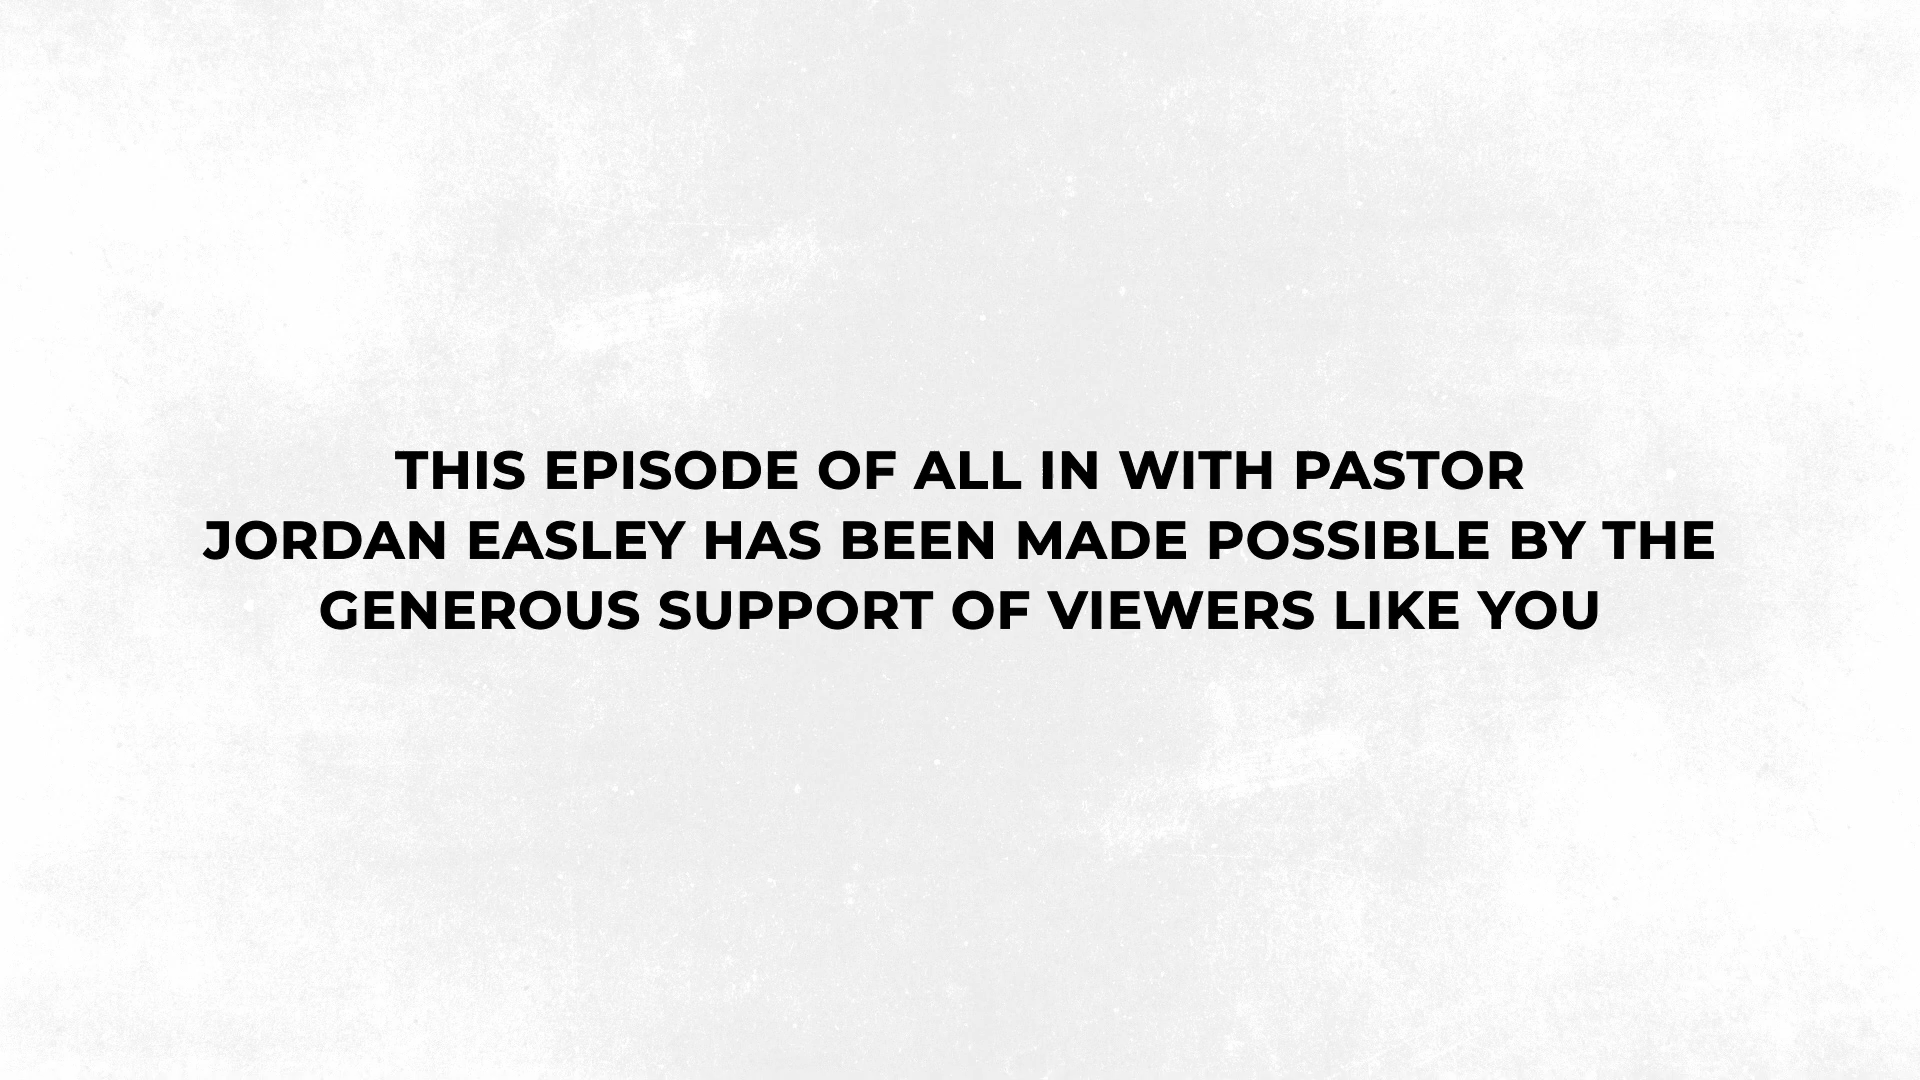 THIS EPISODE OF ALL IN WITH PASTOR
JORDAN EASLEY HAS BEEN MADE POSSIBLE BY THE
GENEROUS SUPPORT OF VIEWERS LIKE YOU